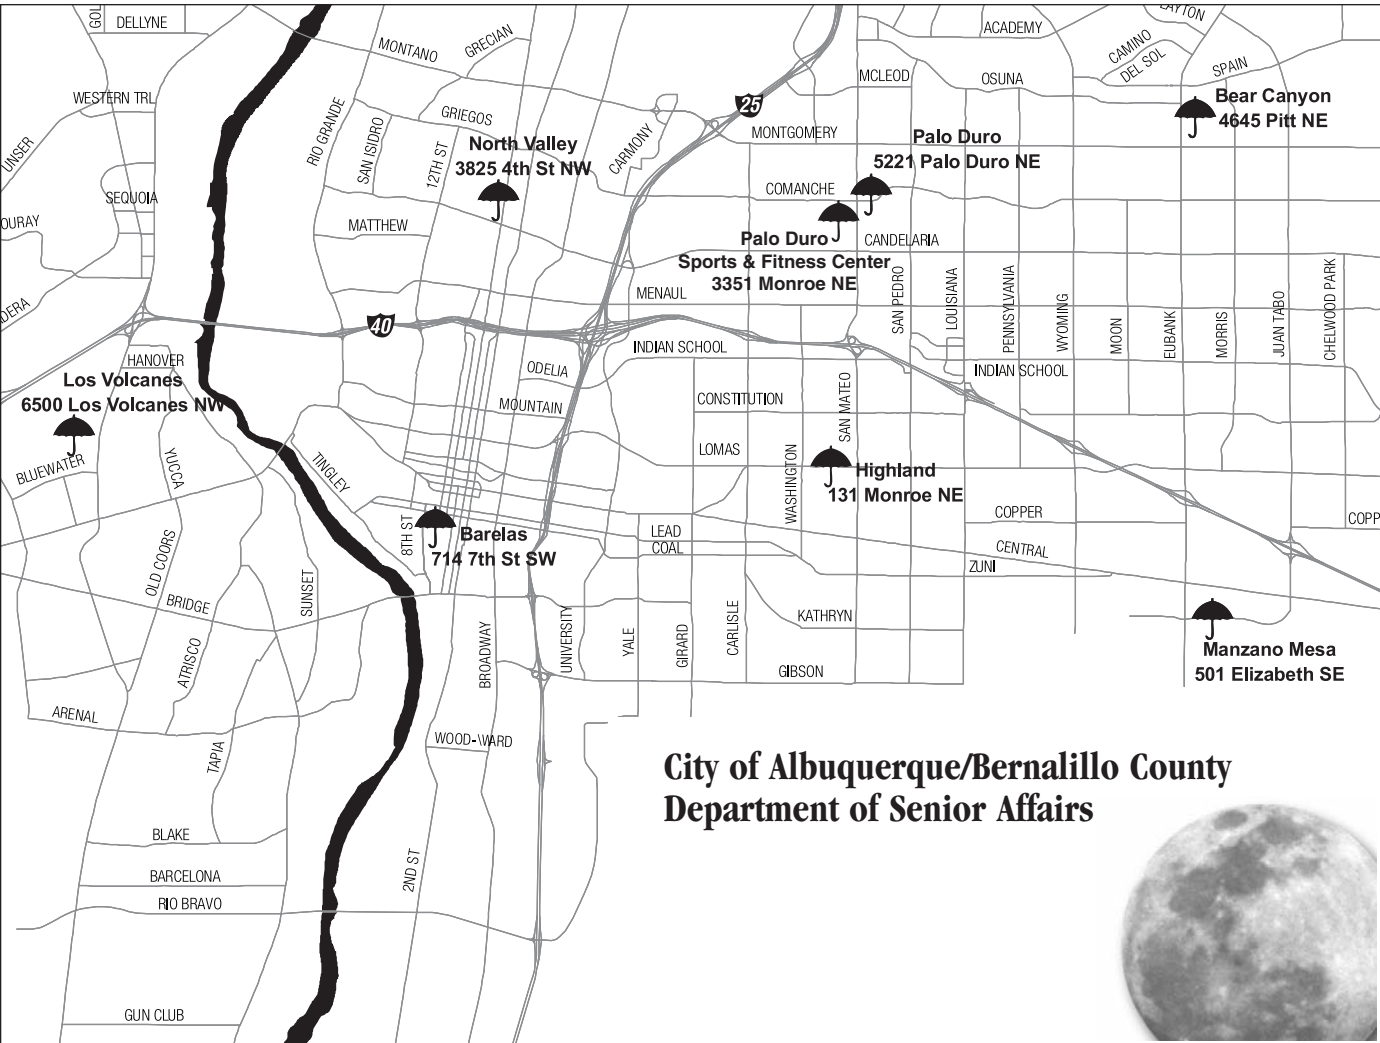 GOL
DELLYNE
MONTANO
GRECIAN
ACADEMY
LAYTON
CAMINO
DEL SOL
SPAIN
MCLEOD
OSUNA
WESTERN TRL
UNSER
RIO GRANDE
SAN ISIDRO
GRIEGOS
12TH ST
CARMONY
25
MONTGOMERY
Bear Canyon
4645 Pitt NE
North Valley
3825 4th St NW
Palo Duro
5221 Palo Duro NE
SEQUOIA
OURAY
MATTHEW
COMANCHE
Palo Duro
Sports & Fitness Center
3351 Monroe NE
CANDELARIA
MENAUL
SAN PEDRO
LOUISIANA
PENNSYLVANIA
WYOMING
MOON
EUBANK
MORRIS
JUAN TABO
CHELWOOD PARK
DERA
40
HANOVER
Los Volcanes
6500 Los Volcanes NW
ODELIA
MOUNTAIN
INDIAN SCHOOL
INDIAN SCHOOL
CONSTITUTION
SAN MATEO
LOMAS
WASHINGTON
Highland
131 Monroe NE
BLUEWATER
YUCCA
TINGLEY
8TH ST
Barelas
714 7th St SW
LEAD
COAL
COPPER
COPP
CENTRAL
ZUNI
OLD COORS
BRIDGE
SUNSET
ATRISCO
BROADWAY
UNIVERSITY
YALE
GIRARD
CARLISLE
KATHRYN
GIBSON
Manzano Mesa
501 Elizabeth SE
ARENAL
TAPIA
WOOD-WARD
City of Albuquerque/Bernalillo County
Department of Senior Affairs
BLAKE
BARCELONA
RIO BRAVO
2ND ST
GUN CLUB